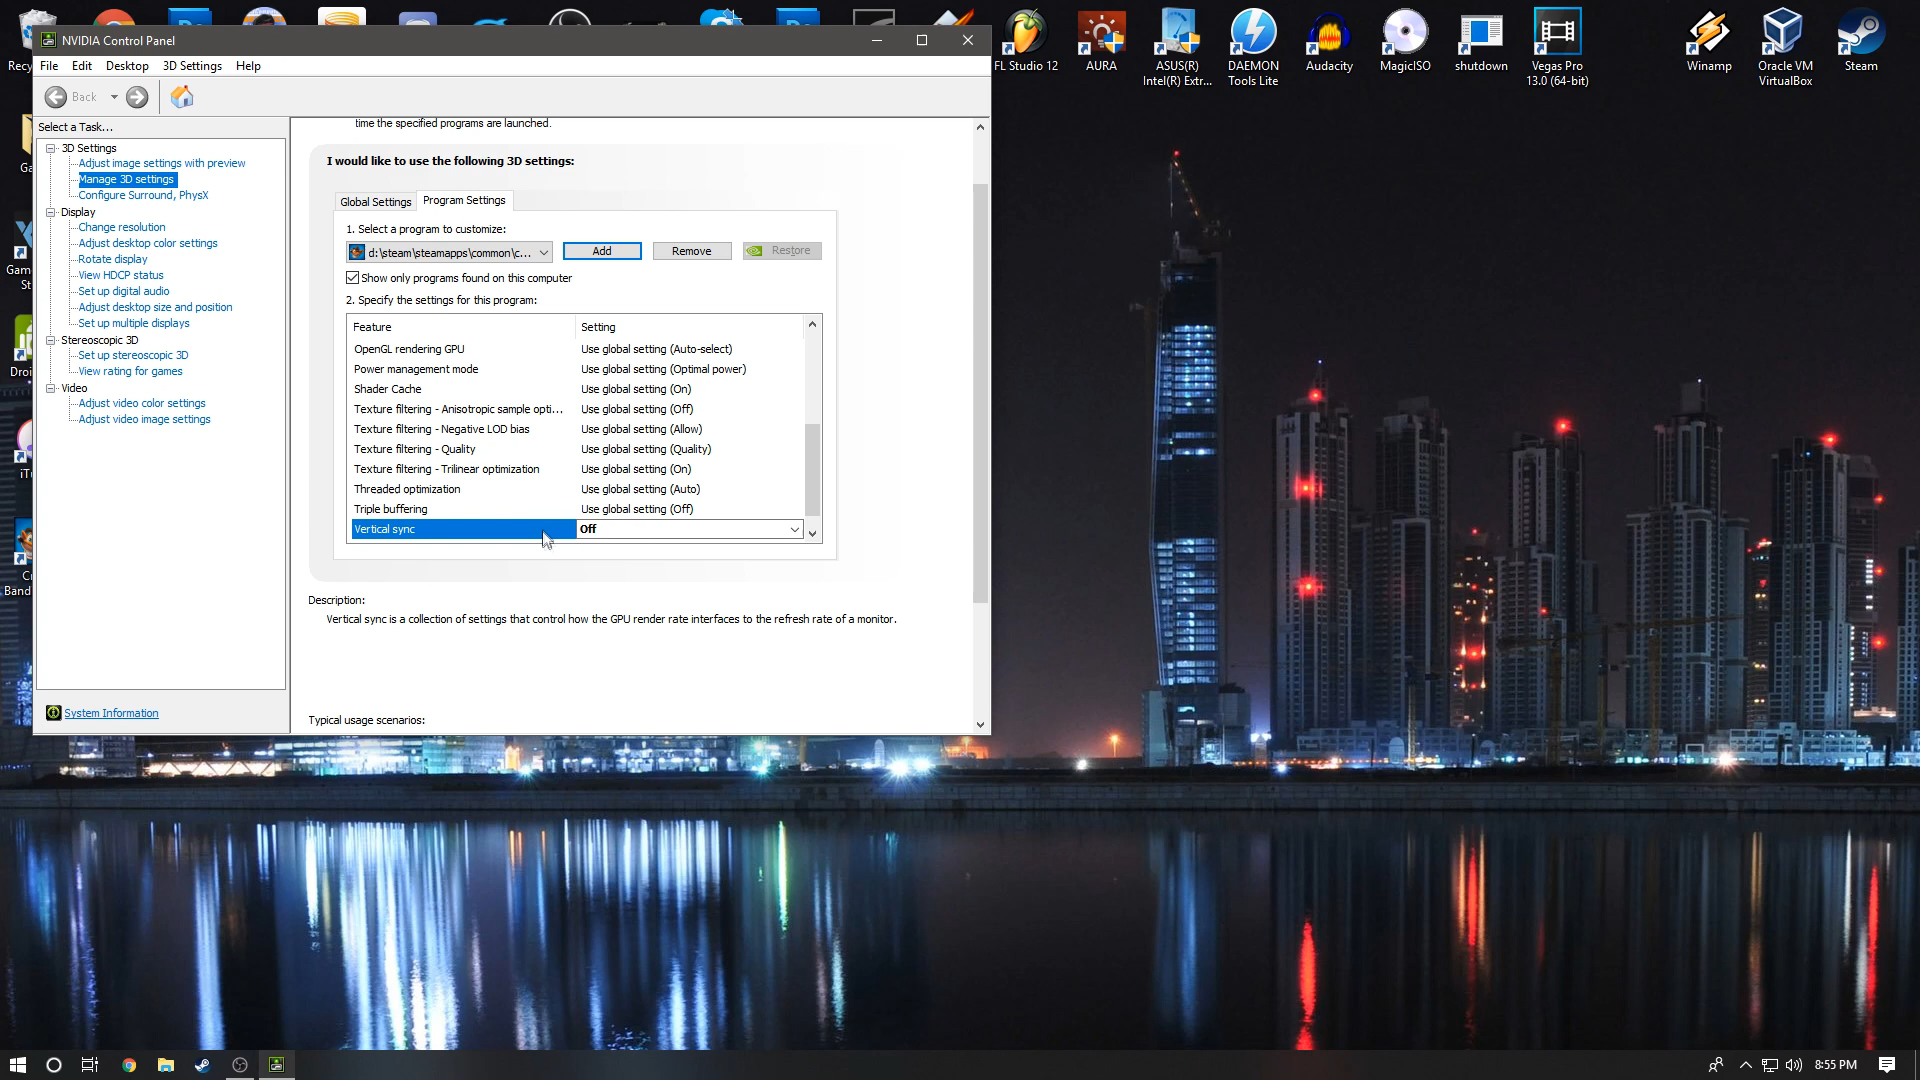 NVIDIA Control Panel
File Edit Desktop 3D Settings Help
Back
Select a Task...
3D Settings
Adjust image settings with preview
Manage 3D settings
Configure Surround, PhysX
Display
Change resolution
Adjust desktop color settings
Rotate display
View HDCP status
Set up digital audio
Adjust desktop size and position
Set up multiple displays
Stereoscopic 3D
Set up stereoscopic 3D
View rating for games
Video
Adjust video color settings
Adjust video image settings
System Information
time the specified programs are launched.
I would like to use the following 3D settings:
Global Settings Program Settings
1. Select a program to customize:
d:\steam\steamapps\common\c... Add Remove Restore
Show only programs found on this computer
2. Specify the settings for this program:
Feature Setting
OpenGL rendering GPU Use global setting (Auto-select)
Power management mode Use global setting (Optimal power)
Shader Cache Use global setting (On)
Texture filtering - Anisotropic sample opti... Use global setting (Off)
Texture filtering - Negative LOD bias Use global setting (Allow)
Texture filtering - Quality Use global setting (Quality)
Texture filtering - Trilinear optimization Use global setting (On)
Threaded optimization Use global setting (Auto)
Triple buffering Use global setting (Off)
Vertical sync Off
Description:
Vertical sync is a collection of settings that control how the GPU render rate interfaces to the refresh rate of a monitor.
Typical usage scenarios:
FL Studio 12
AURA
ASUS(R)
Intel(R) Extr...
DAEMON
Tools Lite
Audacity
MagicISO
shutdown
Vegas Pro
13.0 (64-bit)
Winamp
Oracle VM
VirtualBox
Steam
8:55 PM